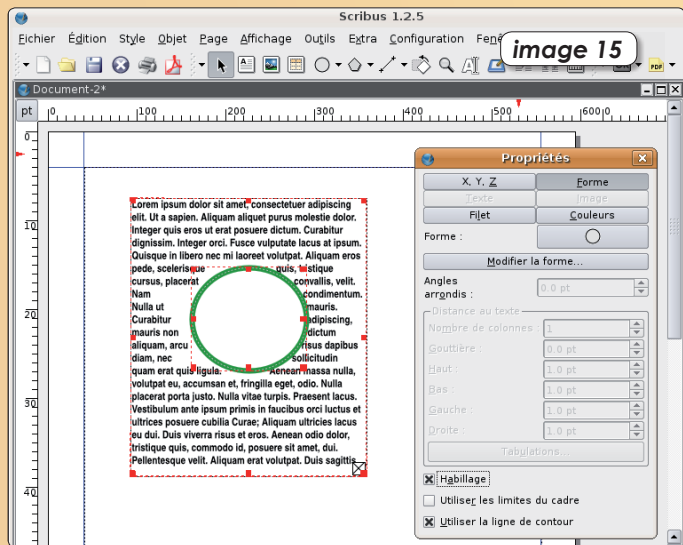 Scribus 1.2.5
Fichier Édition Style Objet Page Affichage Outils Extra Configuration
image 15
PDF
Document-2*
pt
0 100 200 300 400 500 600
0
10
30
40
Lorem ipsum dolor sit amet, consectetuer adipiscing
elit. Ut a sapien. Aliquam aliquet purus molestie dolor.
Integer quis eros ut erat posuere dictum. Curabitur
dignissim. Integer orci. Fusce vulputate lacus at ipsum.
Quisque in libero nec mi laoreet volutpat. Aliquam eros
pede, scelerisque quis, tristique
cursus, placerat convallis, velit.
Nam condimentum.
Nulla ut mauris.
Curabitur adipiscing,
mauris non dictum
aliquam, arcu risus dapibus
diam, nec sollicitudin
quam erat quis ligula. Aenean massa nulla,
volutpat eu, accumsan et, fringilla eget, odio. Nulla
placerat porta justo. Nulla vitae turpis. Praesent lacus.
Vestibulum ante ipsum primis in faucibus orci luctus et
ultrices posuere cubilia Curae; Aliquam ultricies lacus
eu dui. Duis viverra risus et eros. Aenean odio dolor,
tristique quis, commodo id, posuere sit amet, dui.
Pellentesque velit. Aliquam erat volutpat. Duis sagittis
Propriétés
X, Y, Z
Forme
Texte
Image
Filet
Couleurs
Forme :
Modifier la forme...
Angles
arrondis :
0.0 pt
Distance au texte
Nombre de colonnes : 1
Gouttière : 0.0 pt
Haut : 1.0 pt
Bas : 1.0 pt
Gauche : 1.0 pt
Droite : 1.0 pt
Tabulations...
Habillage
Utiliser les limites du cadre
Utiliser la ligne de contour